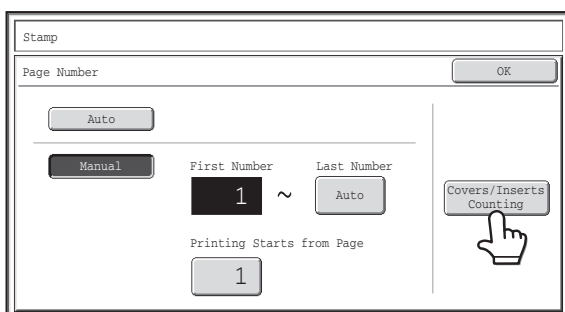 Stamp
Page Number
OK
Auto
Manual
First Number
Last Number
1
~
Auto
Covers/Inserts
Counting
Printing Starts from Page
1